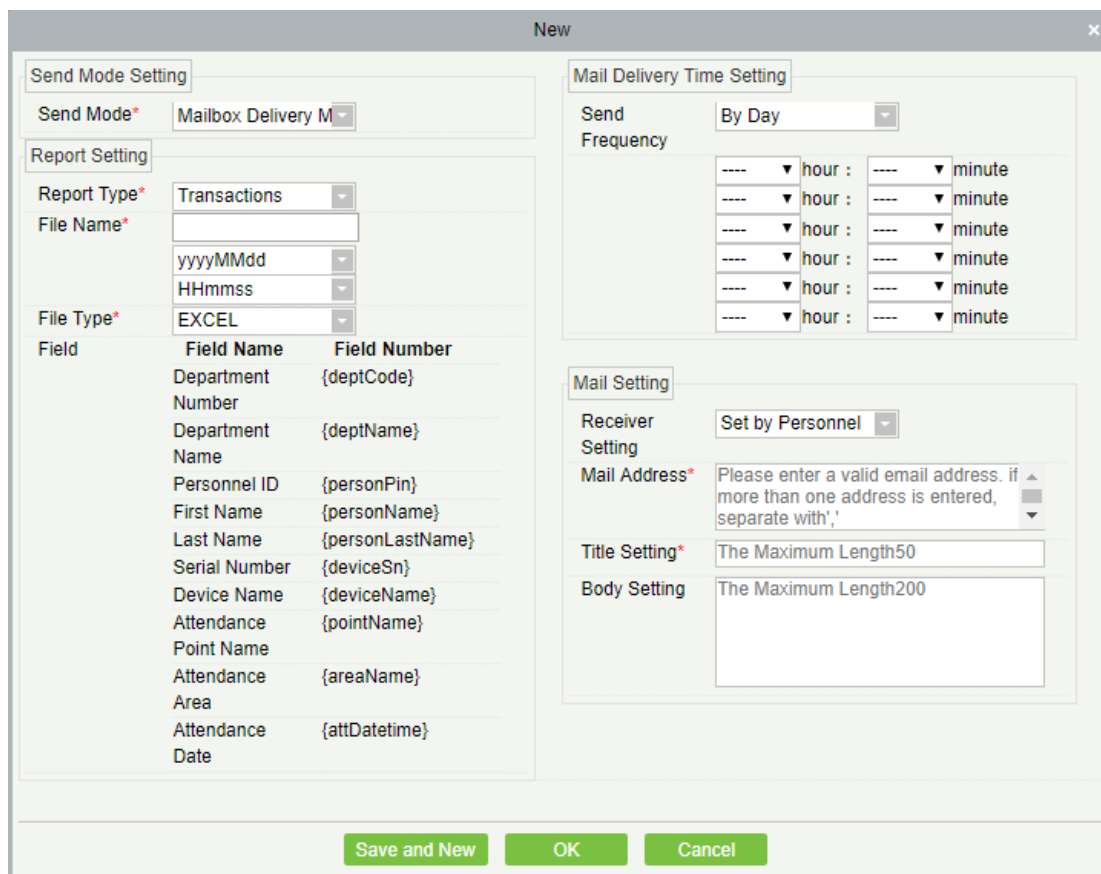 New
×
Send Mode Setting
Send Mode*
Mailbox Delivery M
Report Setting
Report Type*
Transactions
File Name*
yyyyMMdd
HHmmss
File Type*
EXCEL
Field
Field Name Field Number
Department {deptCode}
Number
Department {deptName}
Name
Personnel ID {personPin}
First Name {personName}
Last Name {personLastName}
Serial Number {deviceSn}
Device Name {deviceName}
Attendance {pointName}
Point Name
Attendance {areaName}
Area
Attendance {attDatetime}
Date
Mail Delivery Time Setting
Send
Frequency
By Day
---- hour : ---- minute
---- hour : ---- minute
---- hour : ---- minute
---- hour : ---- minute
---- hour : ---- minute
---- hour : ---- minute
Mail Setting
Receiver
Setting
Set by Personnel
Mail Address*
Please enter a valid email address. if
more than one address is entered,
separate with','
Title Setting*
The Maximum Length50
Body Setting
The Maximum Length200
Save and New
OK
Cancel